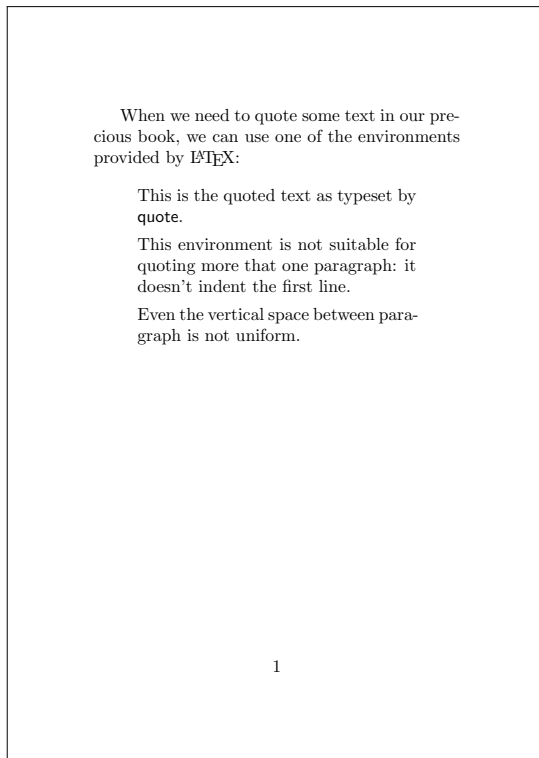 When we need to quote some text in our pre-
cious book, we can use one of the environments
provided by LATEX:
This is the quoted text as typeset by
quote.
This environment is not suitable for
quoting more that one paragraph: it
doesn't indent the first line.
Even the vertical space between para-
graph is not uniform.
1